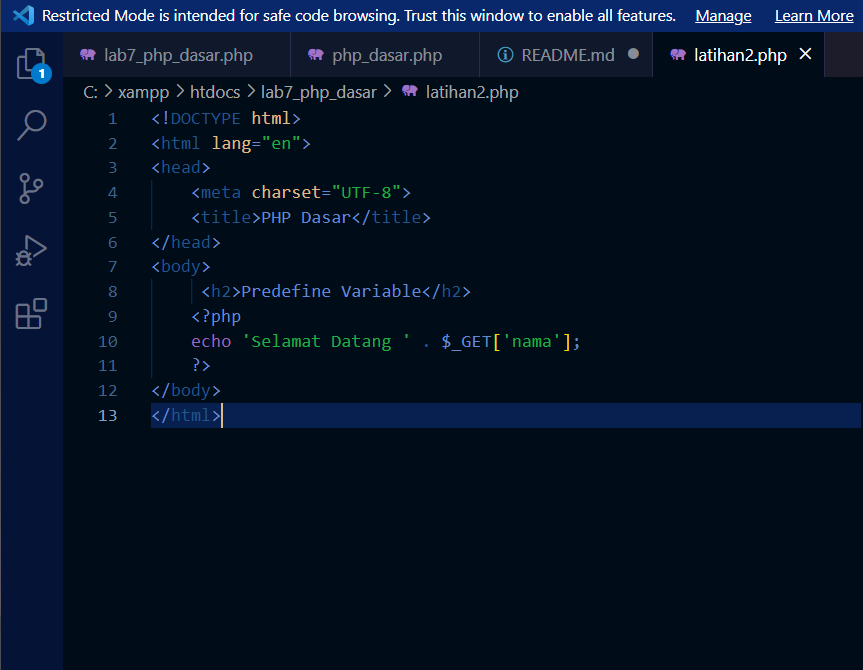 Restricted Mode is intended for safe code browsing. Trust this window to enable all features. Manage Learn More
lab7_php_dasar.php php_dasar.php README.md latihan2.php
1
C: > xampp > htdocs > lab7_php_dasar > latihan2.php
1 <!DOCTYPE html>
2 <html lang="en">
3 <head>
4 <meta charset="UTF-8">
5 <title>PHP Dasar</title>
6 </head>
7 <body>
8 <h2>Predefine Variable</h2>
9 <?php
10 echo 'Selamat Datang ' . $_GET['nama'];
11 ?>
12 </body>
13 </html>